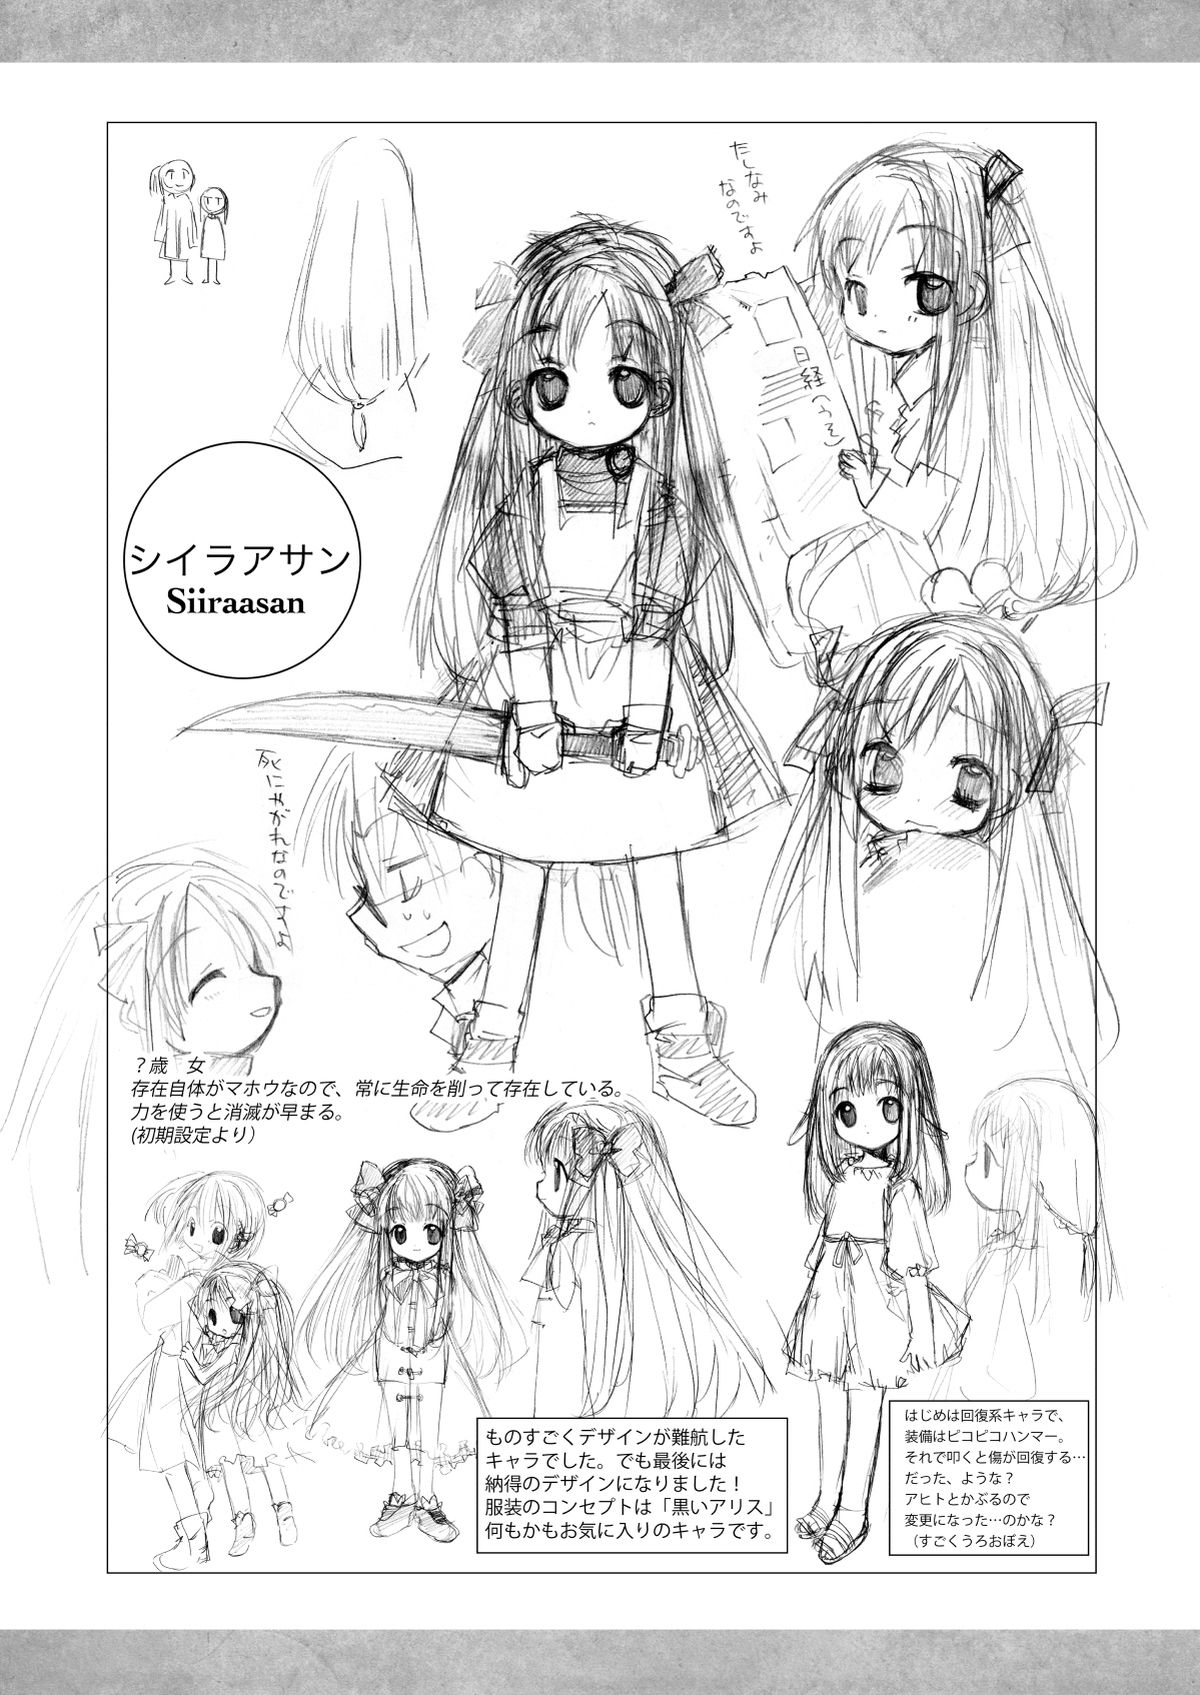 たしなみ
なのですよ
日経(うそ)
シイラアサン
Siiraasan
死にやがれなのですよ
?歳 女
存在自体がマホウなので、常に生命を削って存在している。
力を使うと消滅が早まる。
(初期設定より)
ものすごくデザインが難航した
キャラでした。でも最後には
納得のデザインになりました!
服装のコンセプトは「黒いアリス」
何もかもお気に入りのキャラです。
はじめは回復系キャラで、
装備はピコピコハンマー。
それで叩くと傷が回復する…
だった、ような?
アヒトとかぶるので
変更になった…のかな?
(すごくうろおぼえ)